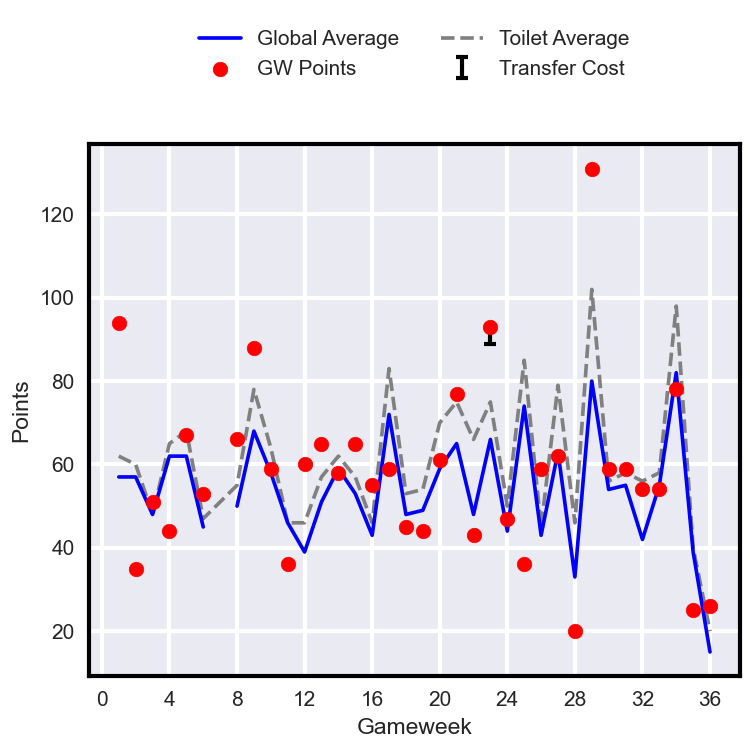 Global Average
Toilet Average
GW Points
Transfer Cost
120
100
80
60
40
20
Points
0 4 8 12 16 20 24 28 32 36
Gameweek